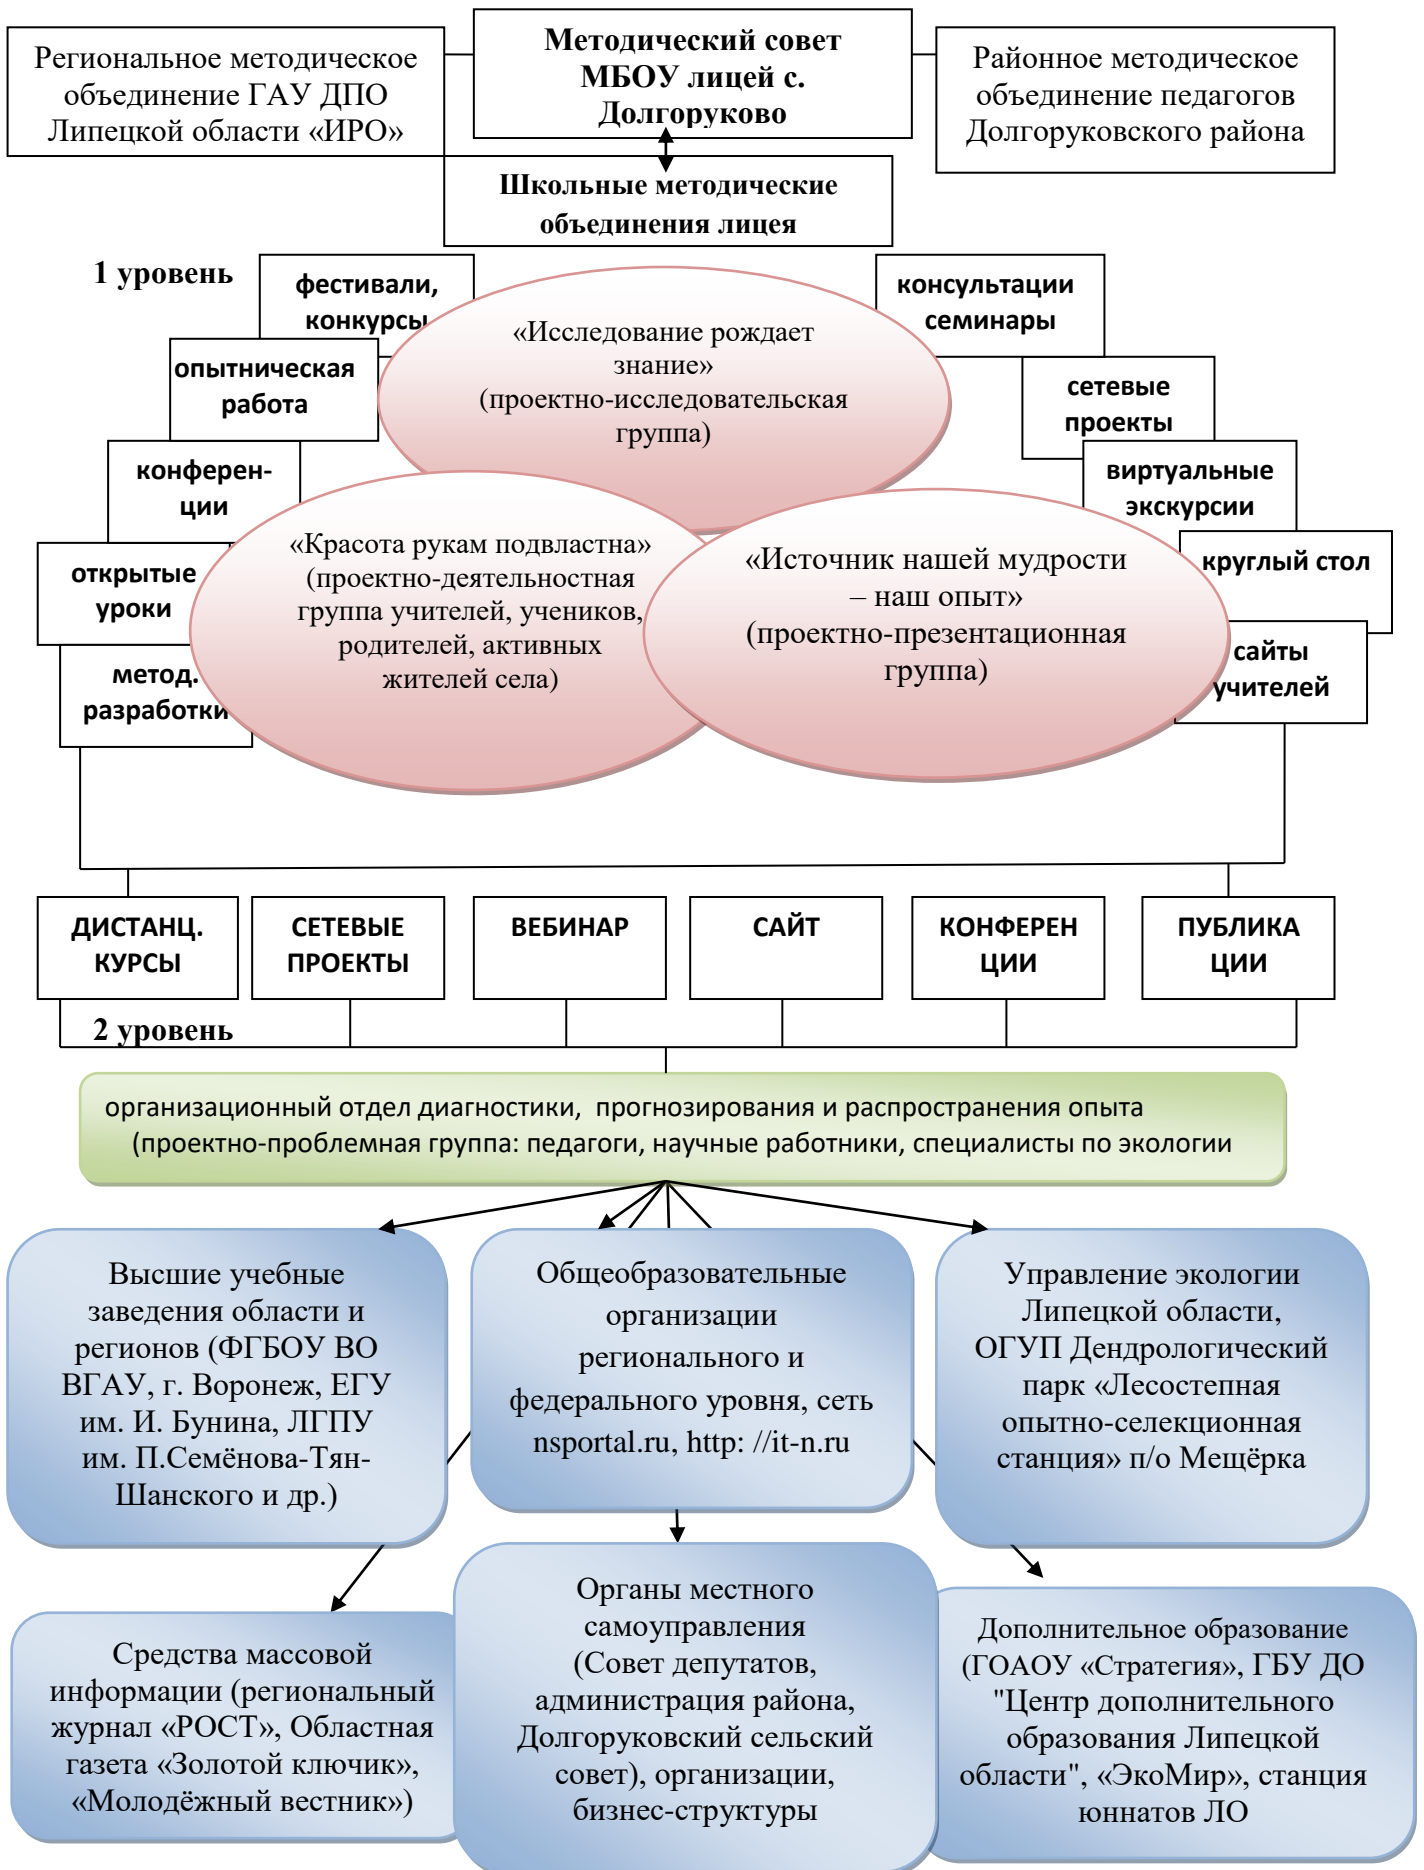 Региональное методическое
объединение ГАУ ДПО
Липецкой области «ИРО»
Методический совет
МБОУ лицей с.
Долгоруково
Районное методическое
объединение педагогов
Долгоруковского района
Школьные методические
объединения лицея
1 уровень
фестивали,
конкурсы
опытническая
работа
конферен-
ции
открытые
уроки
метод.
разработки
«Исследование рождает
знание»
(проектно-исследовательская
группа)
«Красота рукам подвластна»
(проектно-деятельностная
группа учителей, учеников,
родителей, активных
жителей села)
«Источник нашей мудрости
– наш опыт»
(проектно-презентационная
группа)
консультации
семинары
сетевые
проекты
виртуальные
экскурсии
круглый стол
сайты
учителей
ДИСТАНЦ.
КУРСЫ
СЕТЕВЫЕ
ПРОЕКТЫ
ВЕБИНАР
САЙТ
КОНФЕРЕН
ЦИИ
ПУБЛИКА
ЦИИ
2 уровень
организационный отдел диагностики, прогнозирования и распространения опыта
(проектно-проблемная группа: педагоги, научные работники, специалисты по экологии
Высшие учебные
заведения области и
регионов (ФГБОУ ВО
ВГАУ, г. Воронеж, ЕГУ
им. И. Бунина, ЛГПУ
им. П.Семёнова-Тян-
Шанского и др.)
Общеобразовательные
организации
регионального и
федерального уровня, сеть
nsportal.ru, http: //it-n.ru
Управление экологии
Липецкой области,
ОГУП Дендрологический
парк «Лесостепная
опытно-селекционная
станция» п/о Мещёрка
Средства массовой
информации (региональный
журнал «РОСТ», Областная
газета «Золотой ключик»,
«Молодёжный вестник»)
Органы местного
самоуправления
(Совет депутатов,
администрация района,
Долгоруковский сельский
совет), организации,
бизнес-структуры
Дополнительное образование
(ГОАОУ «Стратегия», ГБУ ДО
"Центр дополнительного
образования Липецкой
области", «ЭкоМир», станция
юннатов ЛО